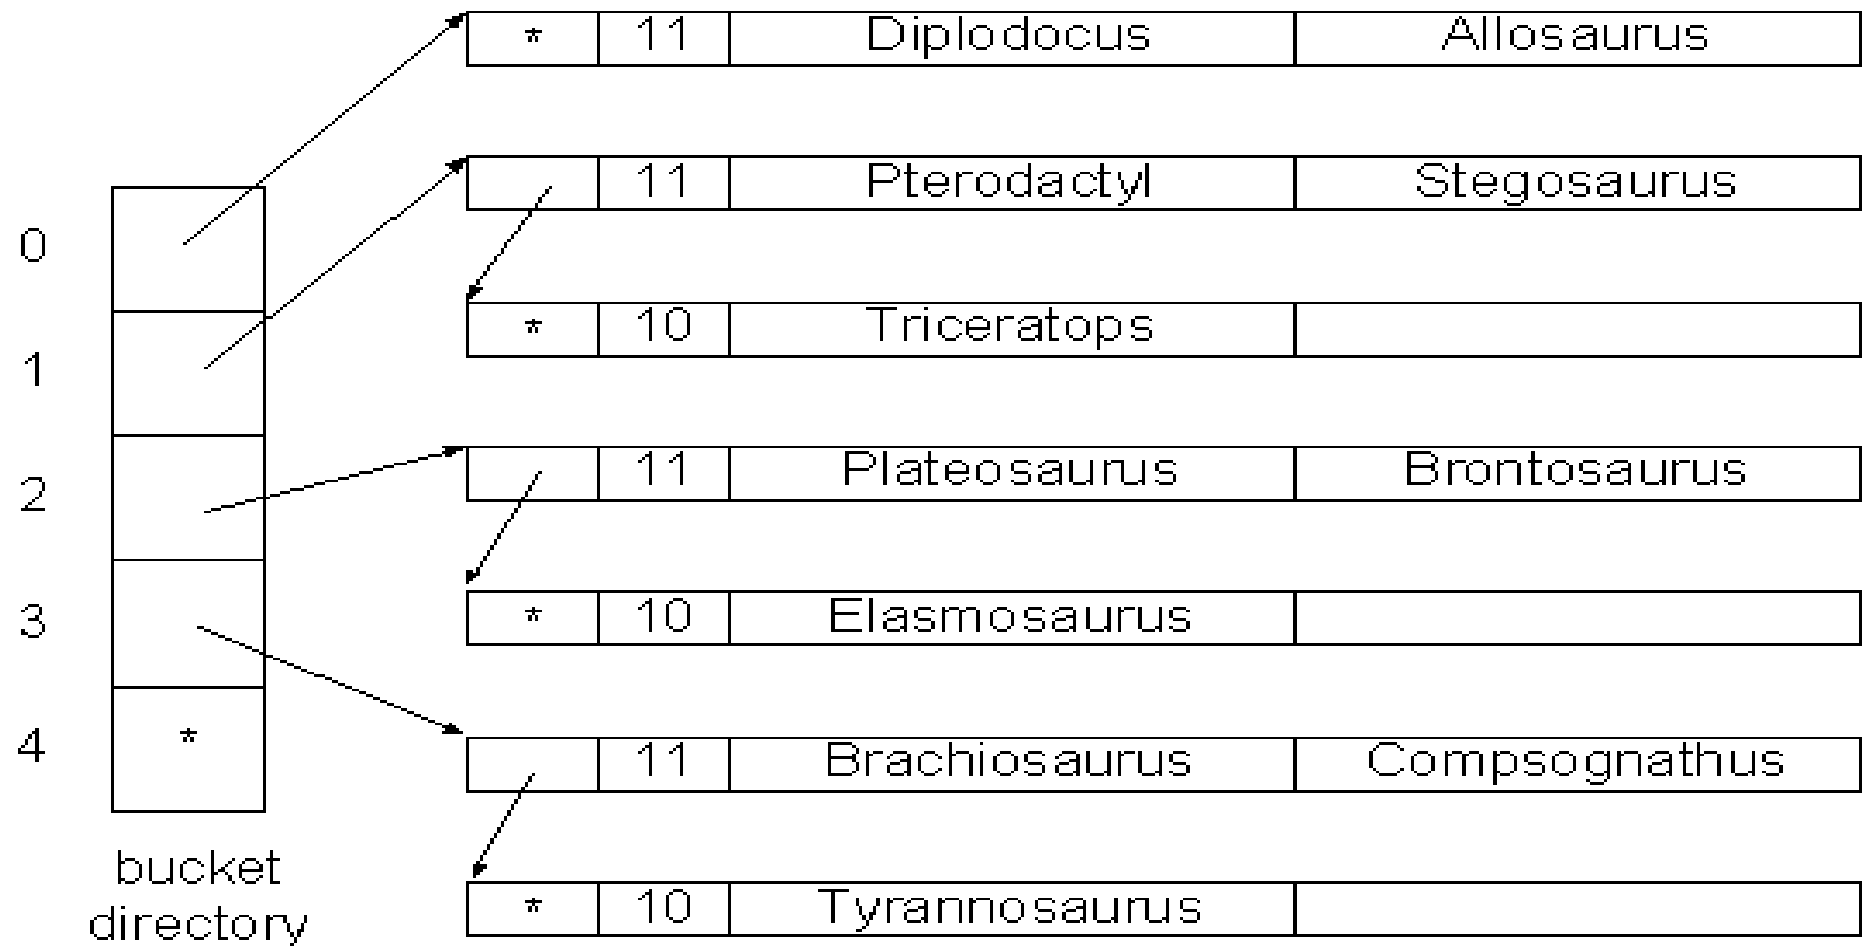 * 11 Diplodocus Allosaurus
11 Pterodactyl Stegosaurus
0
* 10 Triceratops
1
11 Plateosaurus Brontosaurus
2
* 10 Elasmosaurus
3
11 Brachiosaurus Compsognathus
4 *
bucket
directory
* 10 Tyrannosaurus